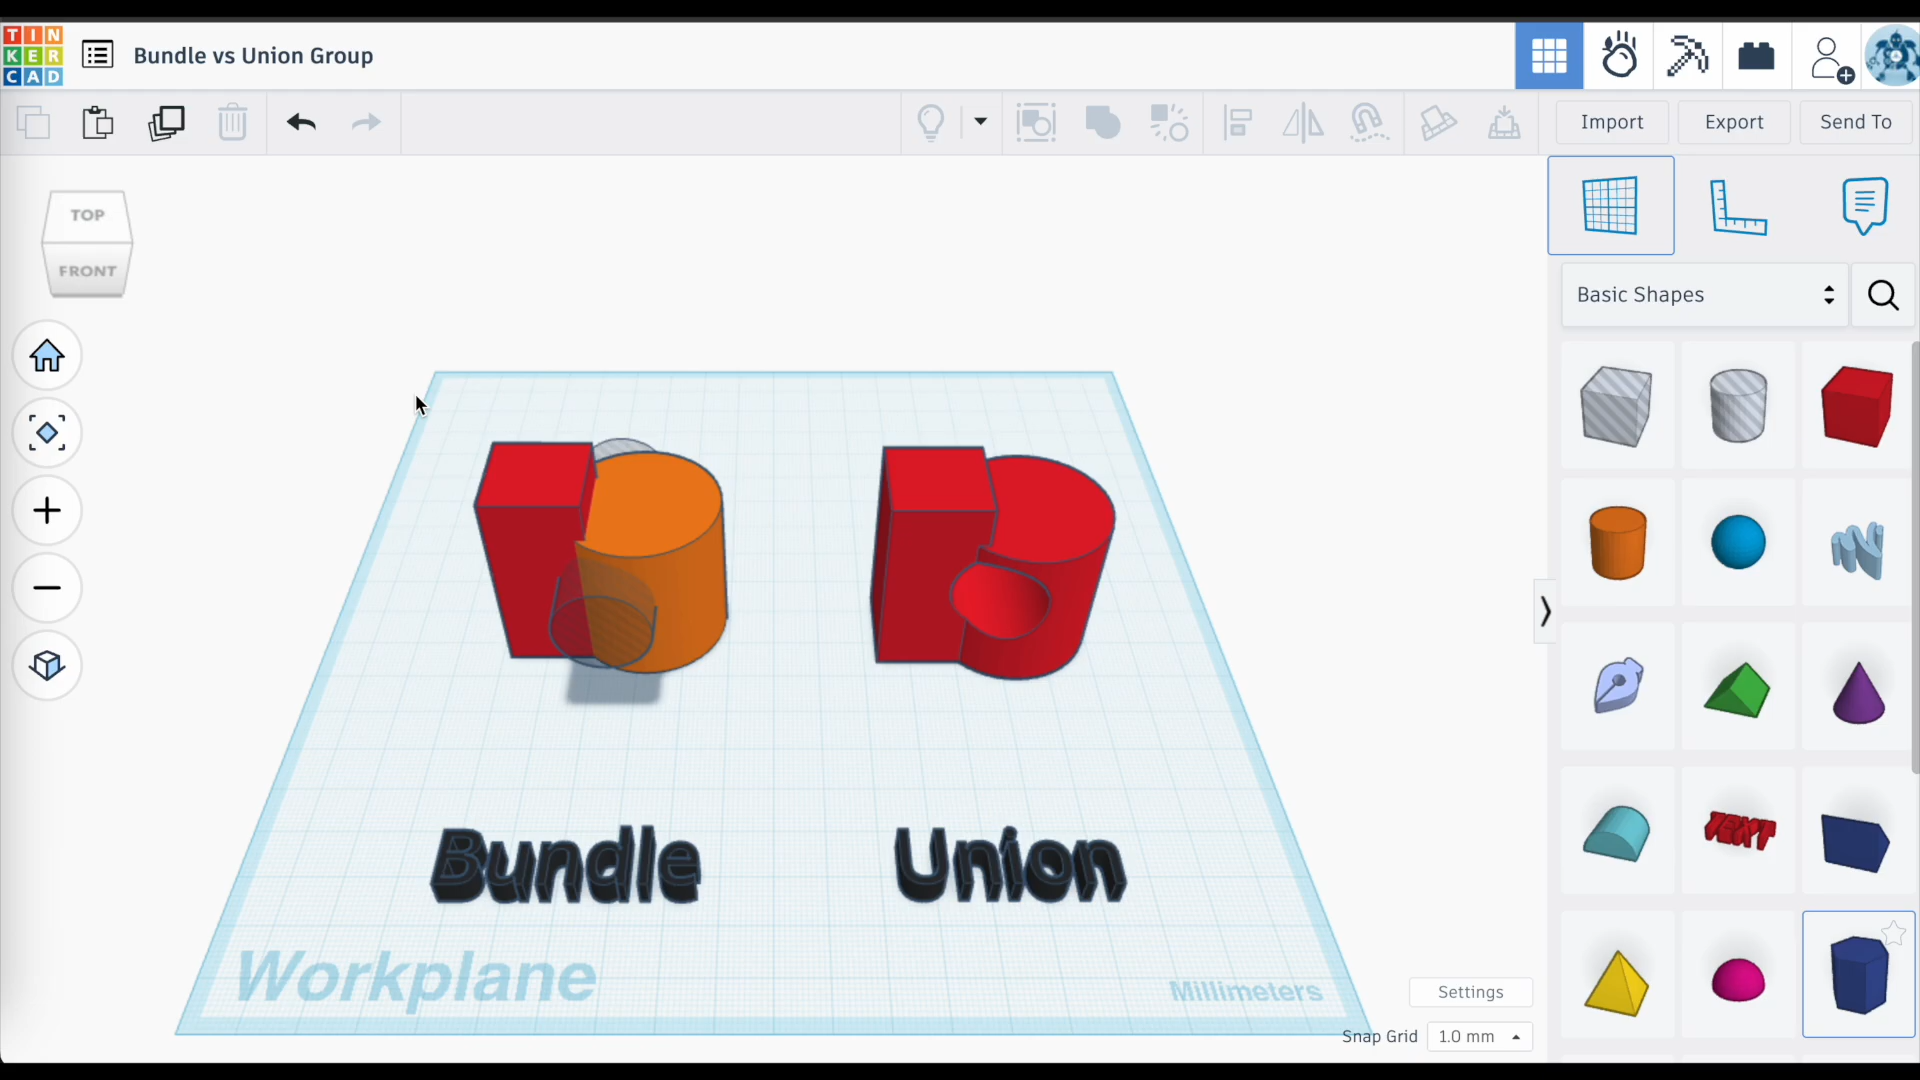 TIN
KER
CAD
Bundle vs Union Group
Import
Export
Send To
TOP
FRONT
Basic Shapes
TEXT
Bundle
Union
Workplane
Millimeters
Settings
Snap Grid
1.0 mm